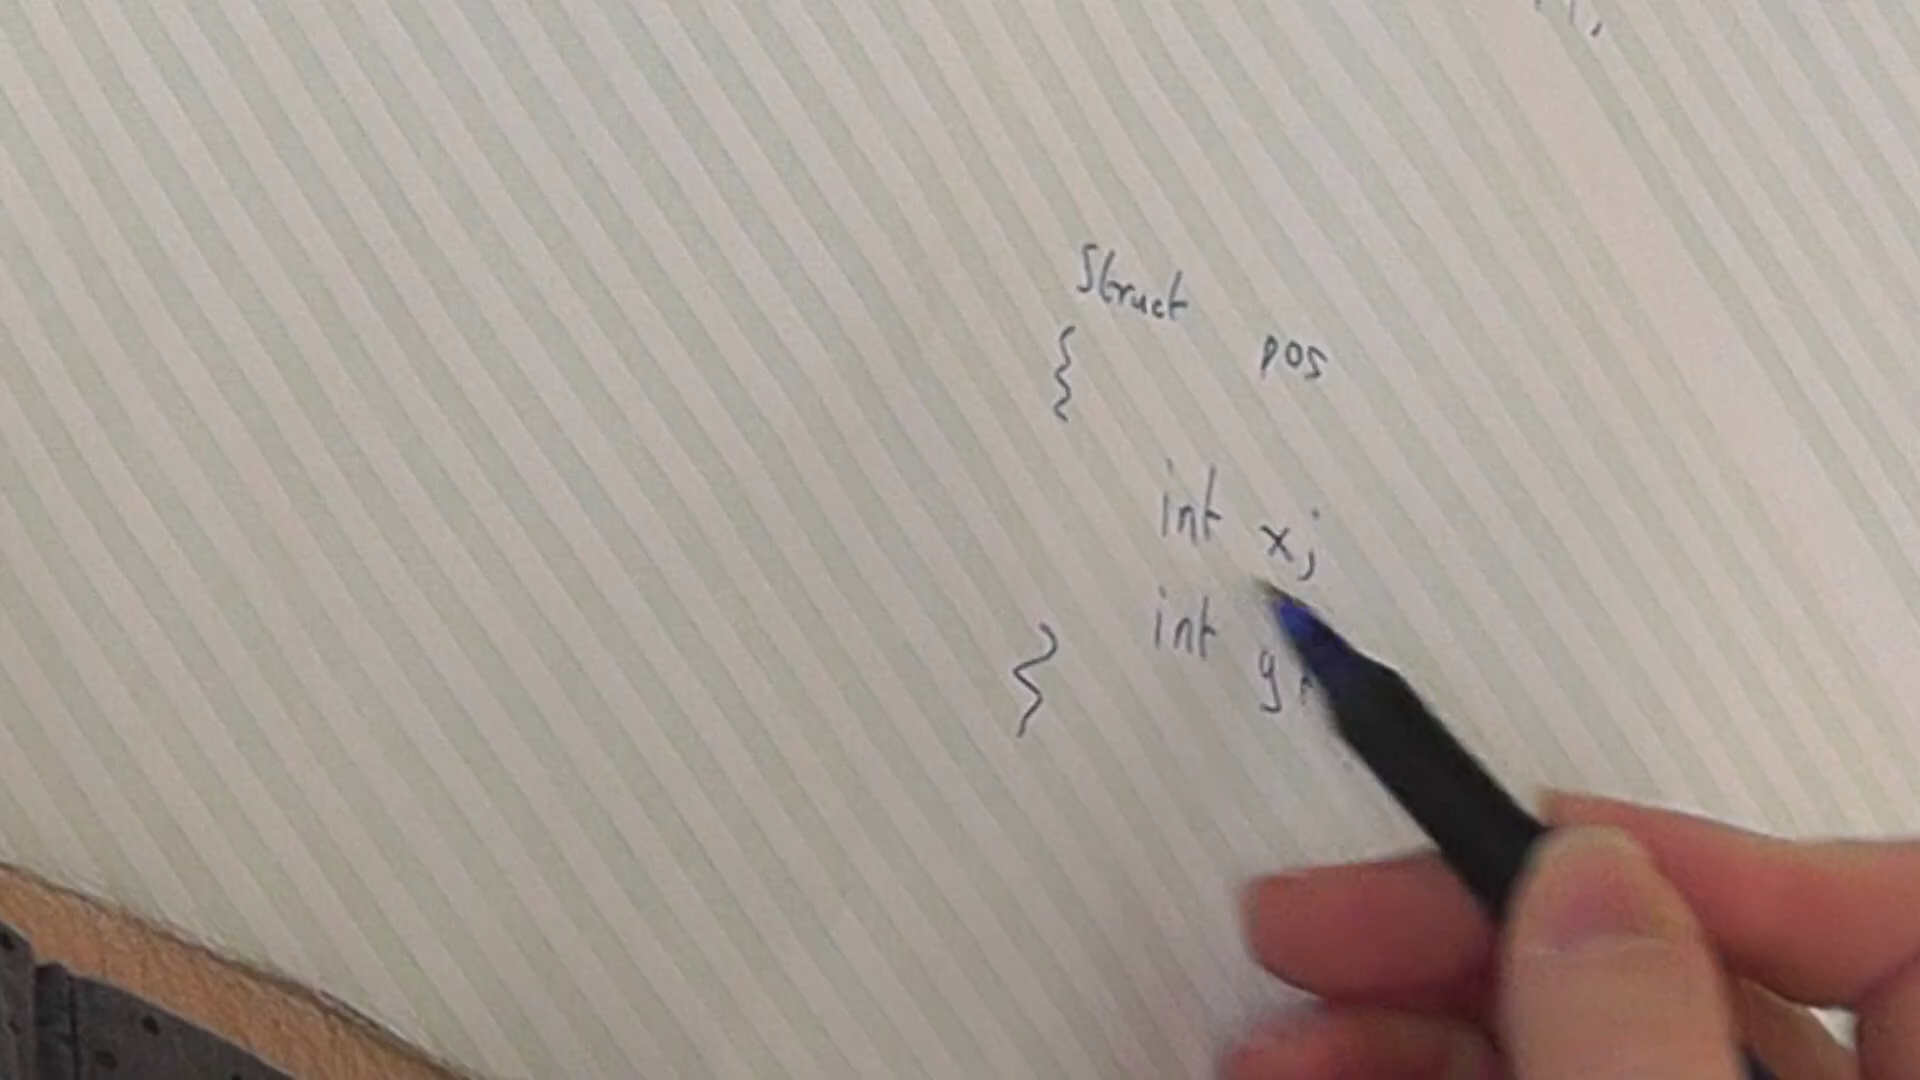 Struct pos
{
int x;
int y;
}